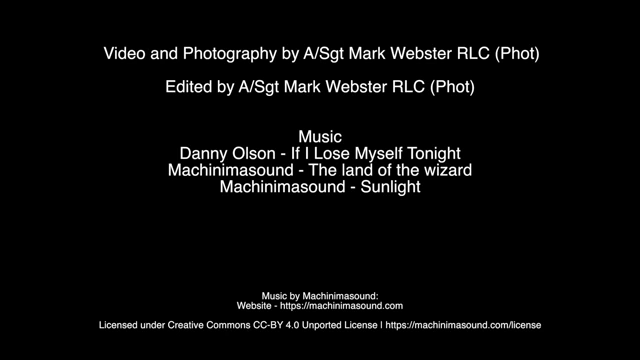 Video and Photography by A/Sgt Mark Webster RLC (Phot)
Edited by A/Sgt Mark Webster RLC (Phot)
Music
Danny Olson - If I Lose Myself Tonight
Machinimasound - The land of the wizard
Machinimasound - Sunlight
Music by Machinimasound:
Website - https://machinimasound.com
Licensed under Creative Commons CC-BY 4.0 Unported License | https://machinimasound.com/license